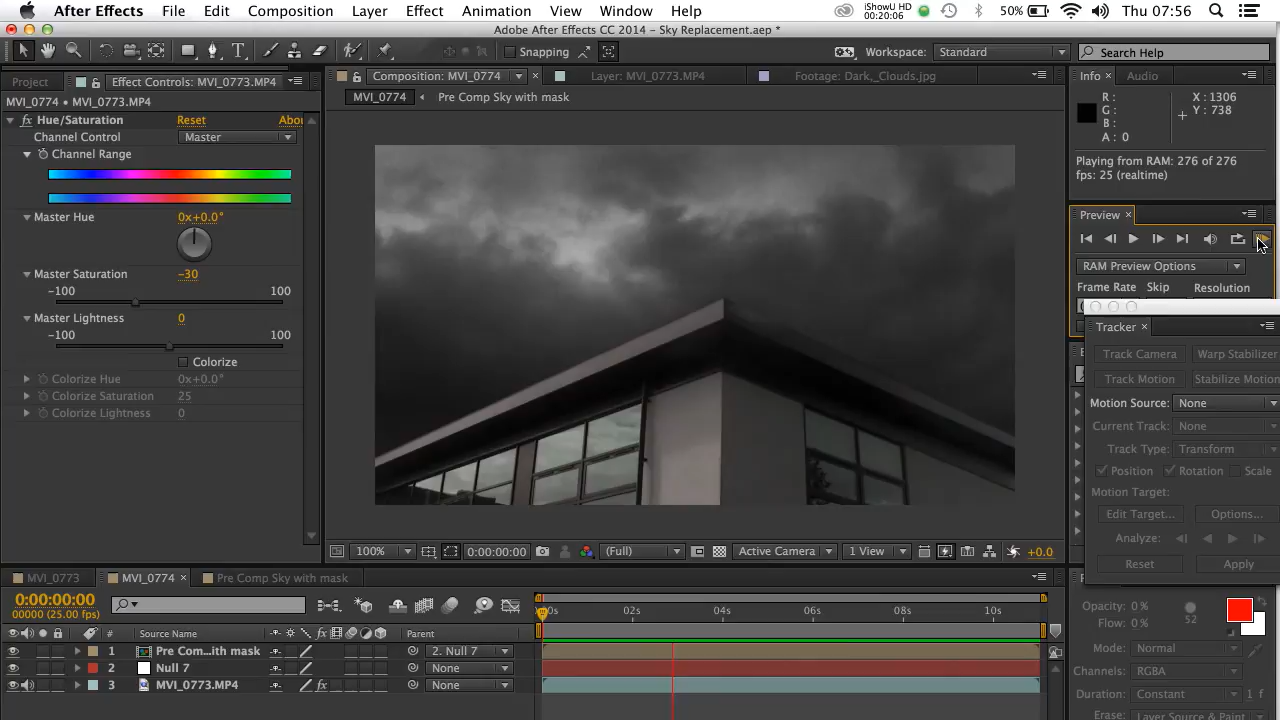 After Effects File Edit Composition Layer Effect Animation View Window Help iShowU HD 00:20:06 50% Thu 07:56
Adobe After Effects CC 2014 - Sky Replacement.aep *
Snapping Workspace: Standard Search Help
Project Effect Controls: MVI_0773.MP4
MVI_0774 • MVI_0773.MP4
Hue/Saturation Reset Abou
Channel Control Master
Channel Range
Master Hue 0x+0.0°
Master Saturation -30
-100 100
Master Lightness 0
-100 100
Colorize
Colorize Hue 0x+0.0°
Colorize Saturation 25
Colorize Lightness 0
Composition: MVI_0774 Layer: MVI_0773.MP4 Footage: Dark,_Clouds.jpg
MVI_0774 Pre Comp Sky with mask
100% 0:00:00:00 (Full) Active Camera 1 View +0.0
Info Audio
R : X : 1306
G : Y : 738
B :
A : 0
Playing from RAM: 276 of 276
fps: 25 (realtime)
Preview
RAM Preview Options
Frame Rate Skip Resolution
Tracker
Track Camera Warp Stabilizer
Track Motion Stabilize Motion
Motion Source: None
Current Track: None
Track Type: Transform
Position Rotation Scale
Motion Target:
Edit Target... Options...
Analyze:
Reset Apply
Opacity: 0 %
Flow: 0 % 52
Mode: Normal
Channels: RGBA
Duration: Constant 1 f
Erase: Layer Source & Paint
MVI_0773 MVI_0774 Pre Comp Sky with mask
0:00:00:00
00000 (25.00 fps)
00s 02s 04s 06s 08s 10s
# Source Name Parent
1 Pre Com...ith mask 2. Null 7
2 Null 7 None
3 MVI_0773.MP4 None